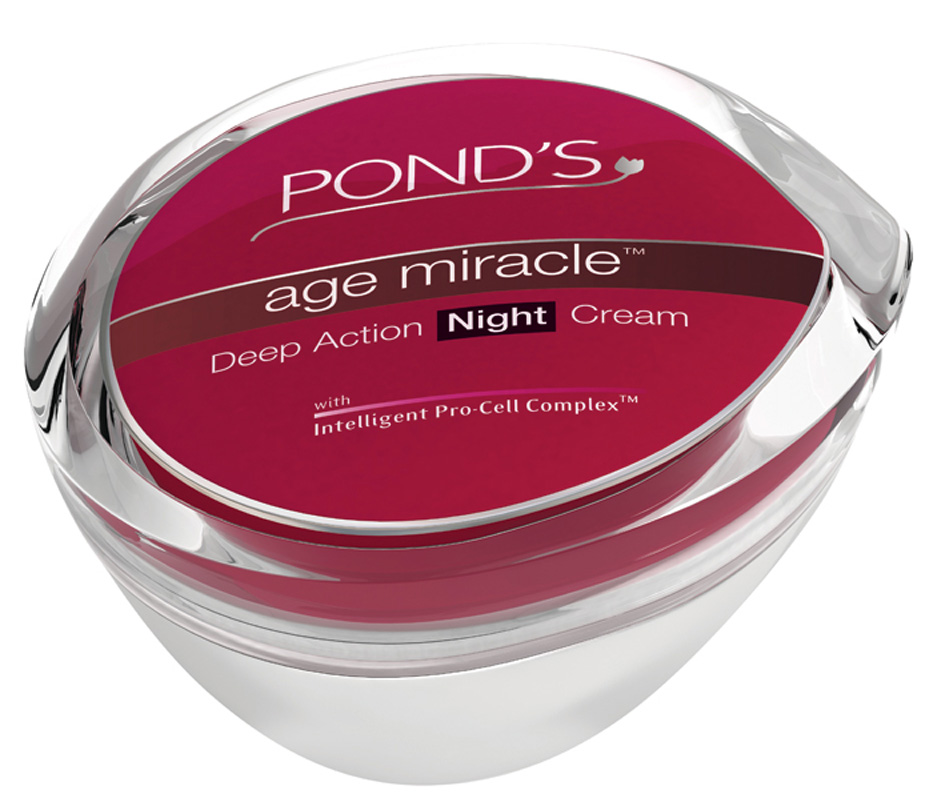 POND'S
age miracle™
Deep Action Night Cream
with
Intelligent Pro-Cell Complex™